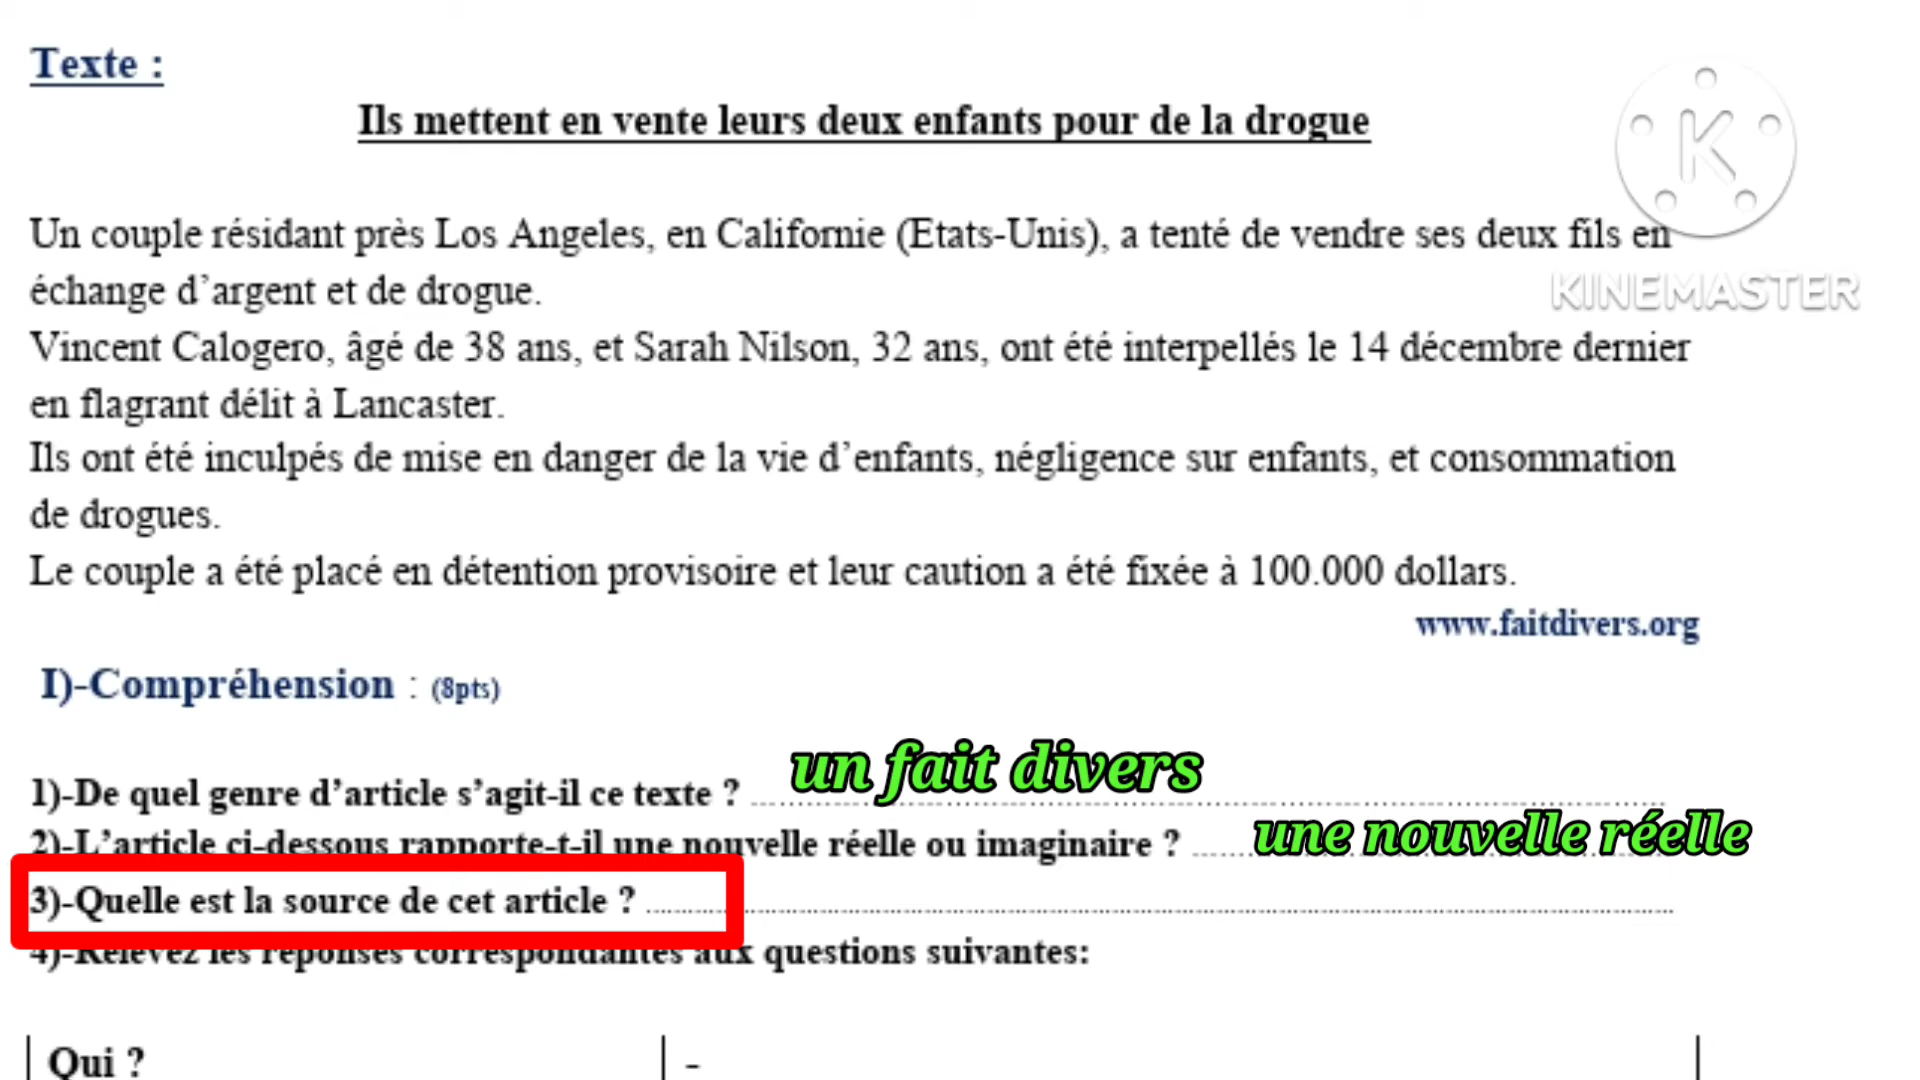 Texte :
Ils mettent en vente leurs deux enfants pour de la drogue
K
KINEMASTER
Un couple résidant près Los Angeles, en Californie (Etats-Unis), a tenté de vendre ses deux fils en
échange d’argent et de drogue.
Vincent Calogero, âgé de 38 ans, et Sarah Nilson, 32 ans, ont été interpellés le 14 décembre dernier
en flagrant délit à Lancaster.
Ils ont été inculpés de mise en danger de la vie d’enfants, négligence sur enfants, et consommation
de drogues.
Le couple a été placé en détention provisoire et leur caution a été fixée à 100.000 dollars.
www.faitdivers.org
I)-Compréhension : (8pts)
1)-De quel genre d’article s’agit-il ce texte ? un fait divers
2)-L’article ci-dessous rapporte-t-il une nouvelle réelle ou imaginaire ? une nouvelle réelle
3)-Quelle est la source de cet article ?
4)-Relevez les réponses correspondantes aux questions suivantes:
Qui ? -